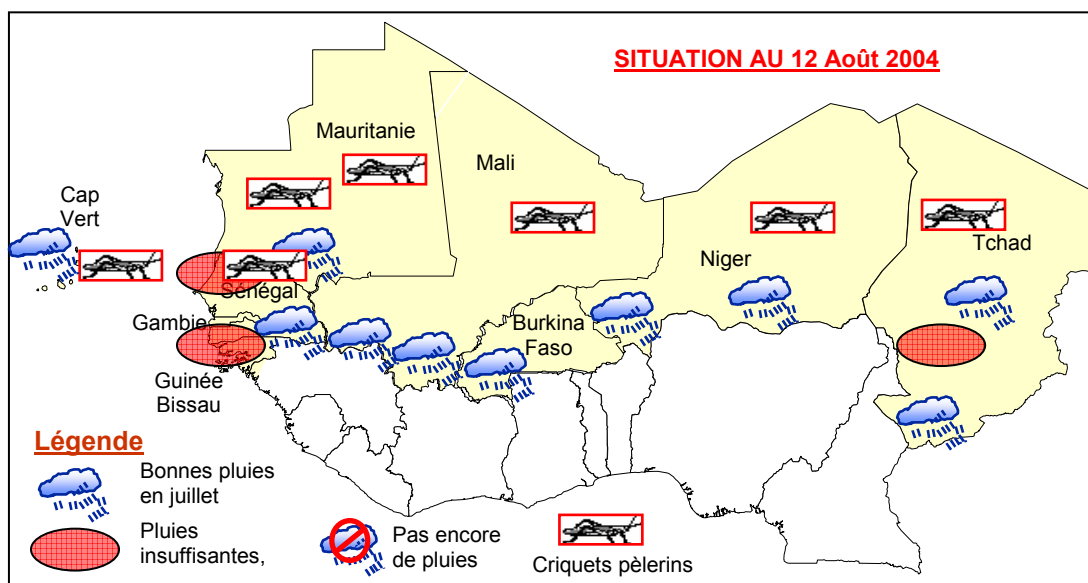 SITUATION AU 12 Août 2004
Mauritanie
Mali
Cap
Vert
Tchad
Niger
Sénégal
Gambie
Burkina
Faso
Guinée
Bissau
Légende
Bonnes pluies
en juillet
Pluies
insuffisantes,
Pas encore
de pluies
Criquets pèlerins